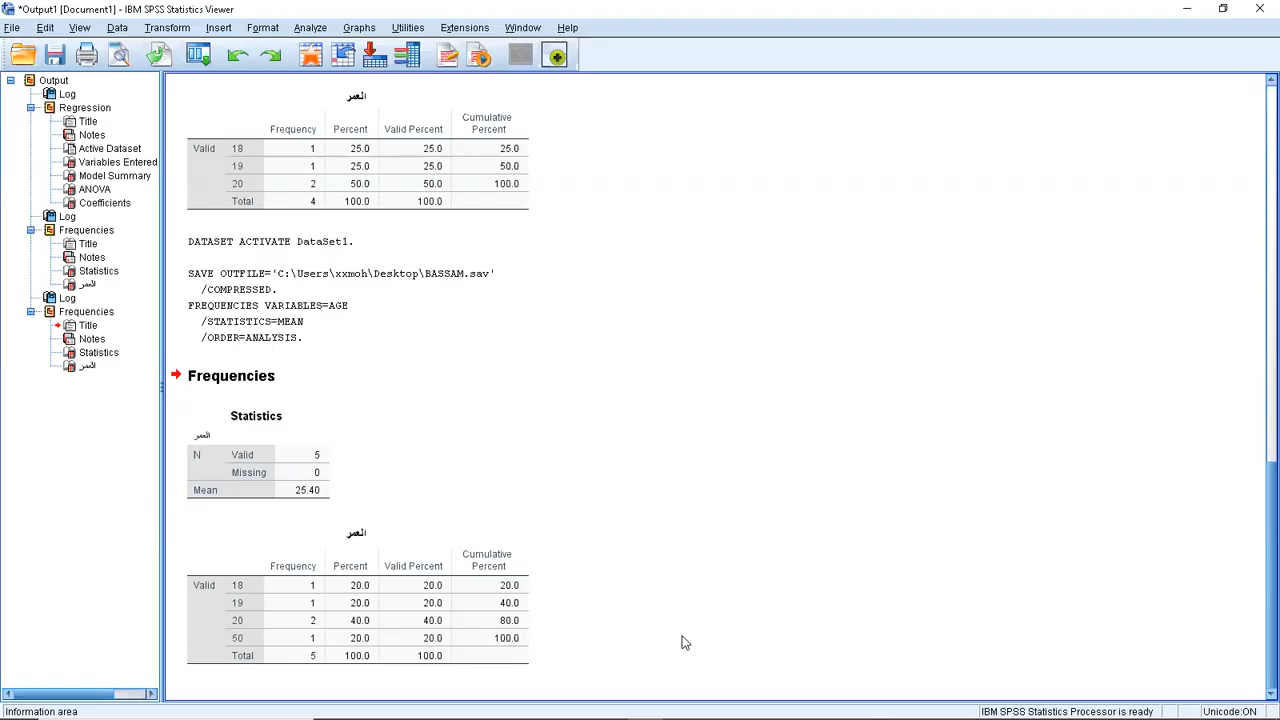 *Output1 [Document1] - IBM SPSS Statistics Viewer
File Edit View Data Transform Insert Format Analyze Graphs Utilities Extensions Window Help
Output
Log
Regression
Title
Notes
Active Dataset
Variables Entered
Model Summary
ANOVA
Coefficients
Log
Frequencies
Title
Notes
Statistics
العمر
Log
Frequencies
Title
Notes
Statistics
العمر
العمر
Frequency Percent Valid Percent Cumulative Percent
Valid 18 1 25.0 25.0 25.0
19 1 25.0 25.0 50.0
20 2 50.0 50.0 100.0
Total 4 100.0 100.0
DATASET ACTIVATE DataSet1.
SAVE OUTFILE='C:\Users\xxmoh\Desktop\BASSAM.sav'
/COMPRESSED.
FREQUENCIES VARIABLES=AGE
/STATISTICS=MEAN
/ORDER=ANALYSIS.
Frequencies
Statistics
العمر
N Valid 5
Missing 0
Mean 25.40
العمر
Frequency Percent Valid Percent Cumulative Percent
Valid 18 1 20.0 20.0 20.0
19 1 20.0 20.0 40.0
20 2 40.0 40.0 80.0
50 1 20.0 20.0 100.0
Total 5 100.0 100.0
Information area IBM SPSS Statistics Processor is ready Unicode:ON